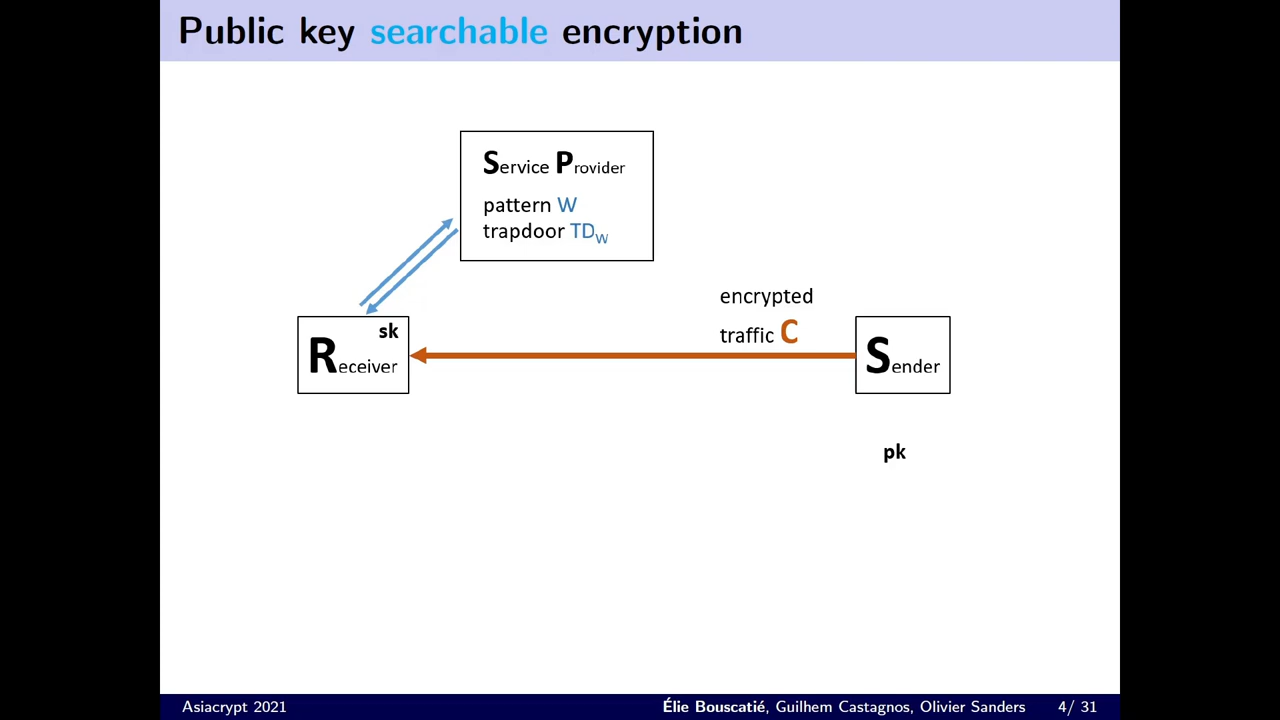 Public key searchable encryption
Service Provider
pattern W
trapdoor TDW
encrypted
traffic C
sk
Receiver
Sender
pk
Asiacrypt 2021
Élie Bouscatié, Guilhem Castagnos, Olivier Sanders
4/ 31